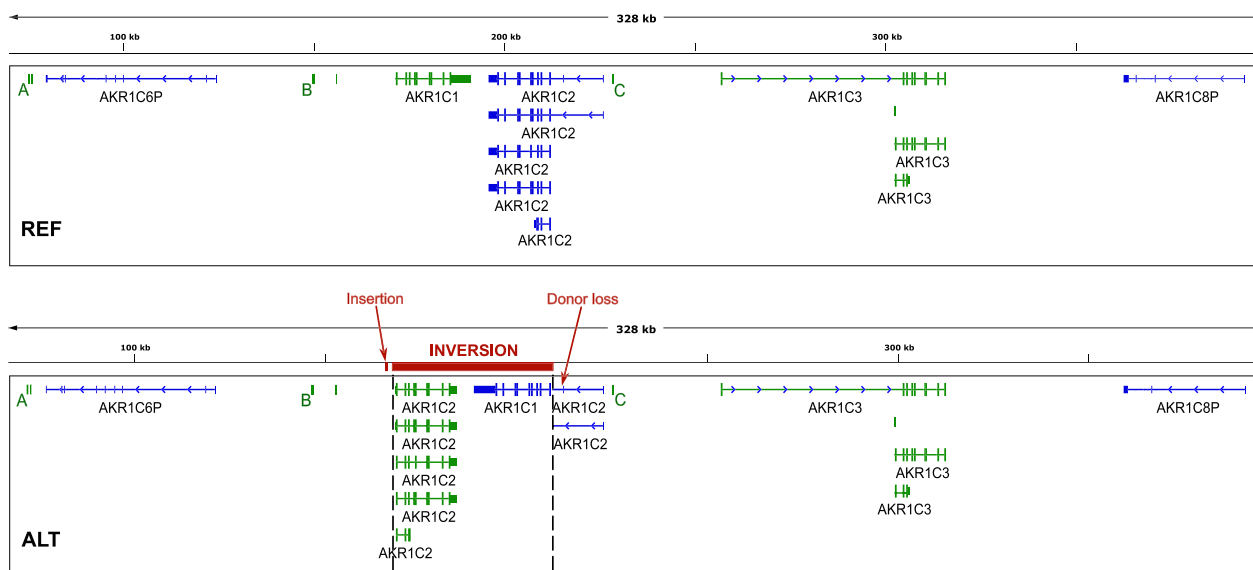 328 kb
100 kb 200 kb 300 kb
A AKR1C6P B AKR1C1 AKR1C2 C AKR1C3 AKR1C8P
AKR1C2
AKR1C2 AKR1C3
AKR1C2 AKR1C3
REF AKR1C2
Insertion Donor loss
328 kb
100 kb INVERSION 300 kb
A AKR1C6P B AKR1C2 AKR1C1 AKR1C2 C AKR1C3 AKR1C8P
AKR1C2 AKR1C2
AKR1C2 AKR1C3
AKR1C2 AKR1C3
ALT AKR1C2